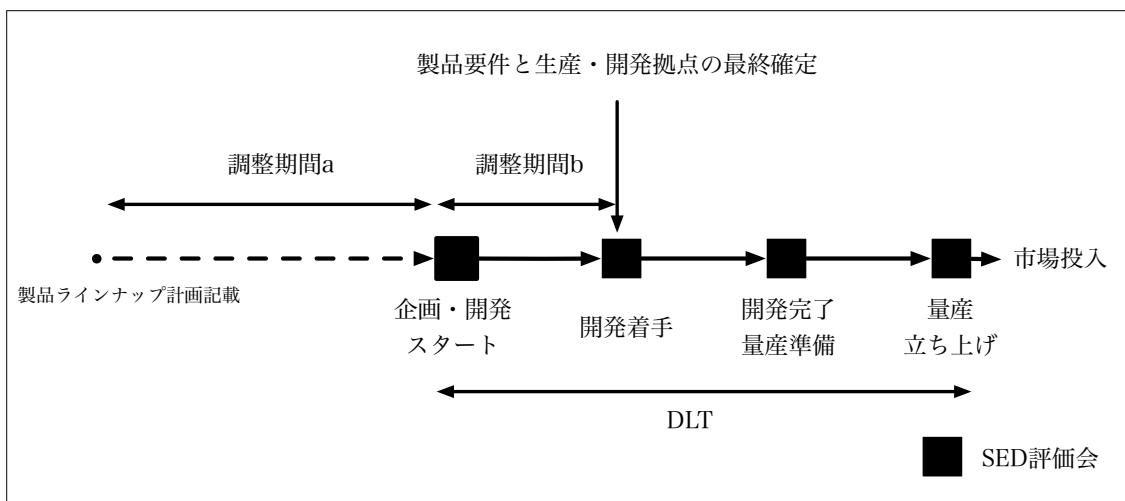 製品要件と生産・開発拠点の最終確定
調整期間a
調整期間b
市場投入
製品ラインナップ計画記載
企画・開発
スタート
開発着手
開発完了
量産準備
量産
立ち上げ
DLT
SED評価会